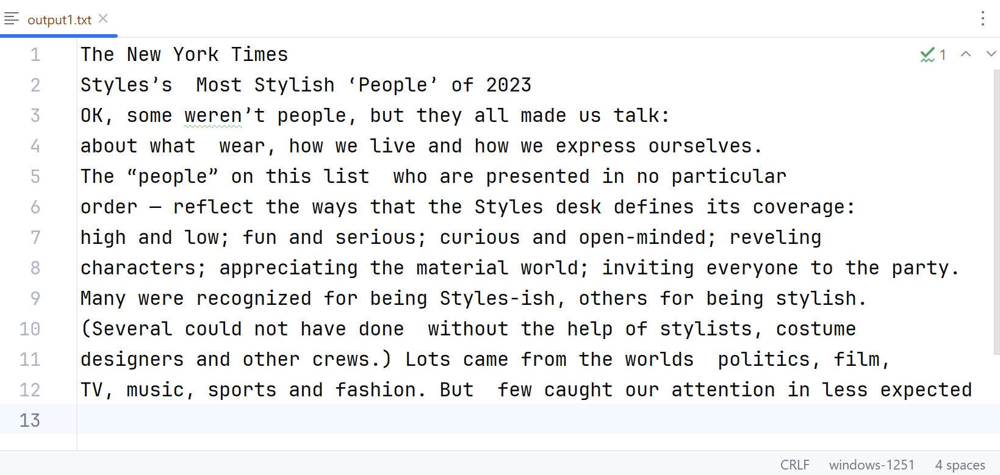 output1.txt
1
1 The New York Times
2 Styles’s  Most Stylish ‘People’ of 2023
3 OK, some weren’t people, but they all made us talk:
4 about what  wear, how we live and how we express ourselves.
5 The “people” on this list  who are presented in no particular
6 order — reflect the ways that the Styles desk defines its coverage:
7 high and low; fun and serious; curious and open-minded; reveling
8 characters; appreciating the material world; inviting everyone to the party.
9 Many were recognized for being Styles-ish, others for being stylish.
10 (Several could not have done  without the help of stylists, costume
11 designers and other crews.) Lots came from the worlds  politics, film,
12 TV, music, sports and fashion. But  few caught our attention in less expected
13
CRLF windows-1251 4 spaces